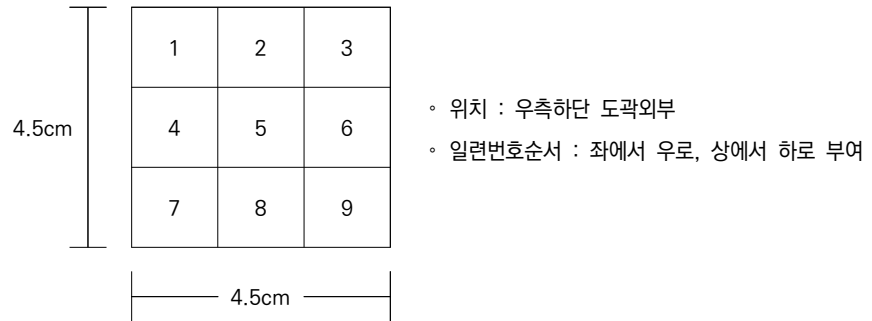 1 2 3
4.5cm
4 5 6
7 8 9
4.5cm
◦ 위치 : 우측하단 도곽외부
◦ 일련번호순서 : 좌에서 우로, 상에서 하로 부여